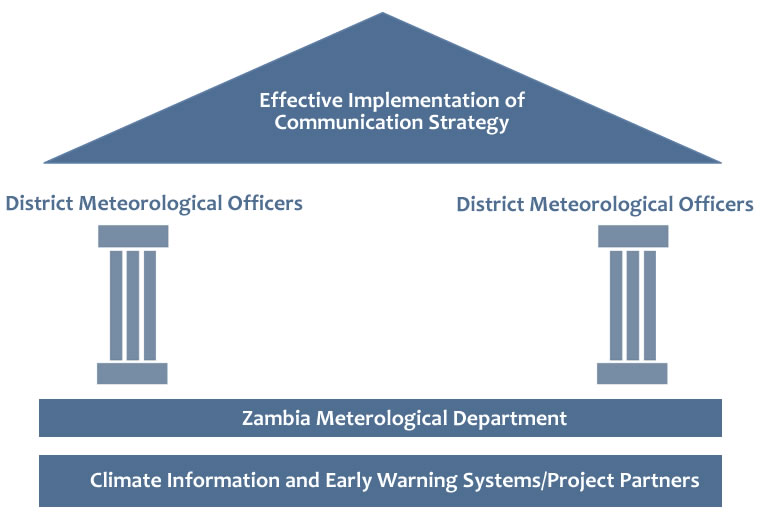 Effective Implementation of
Communication Strategy
District Meteorological Officers
District Meteorological Officers
Zambia Meterological Department
Climate Information and Early Warning Systems/Project Partners